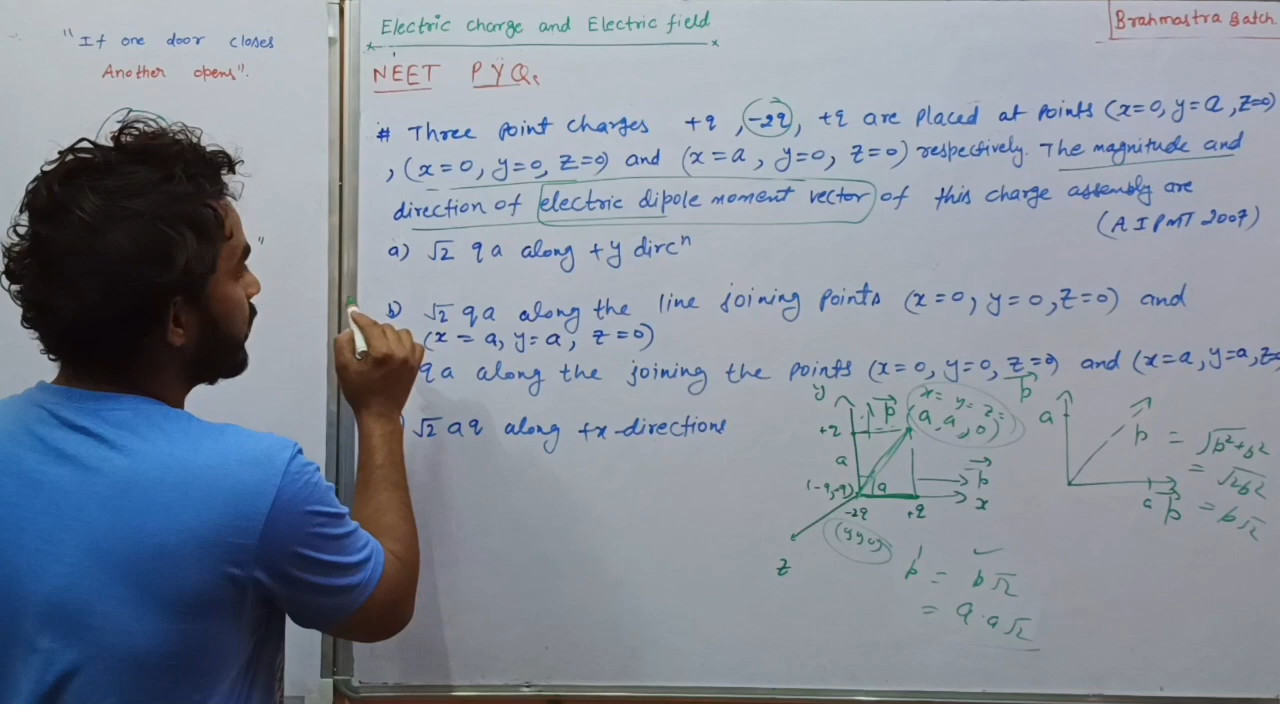 "If one door closes
Another opens".
Electric charge and Electric field
Brahmastra Batch
NEET PYQs
# Three point charges +q, -2q, +q are placed at points (x=0, y=a, z=0)
, (x=0, y=0, z=0) and (x=a, y=0, z=0) respectively. The magnitude and
direction of electric dipole moment vector of this charge assembly are
(AIPMT 2007)
a) √2 qa along +y dircⁿ
b) √2 qa along the line joining points (x=0, y=0, z=0) and
(x=a, y=a, z=0)
qa along the joining the points (x=0, y=0, z=0) and (x=a, y=a, z=
) √2 aq along +x-directions
y
p
x= y= z=
(a, a, 0)
+q
a
(-q,-q)
a
p
x
-2q
+q
z
p' = p√2
= q.a√2
p
a
p = √p²+p²
= √2p²
= p√2
a
p